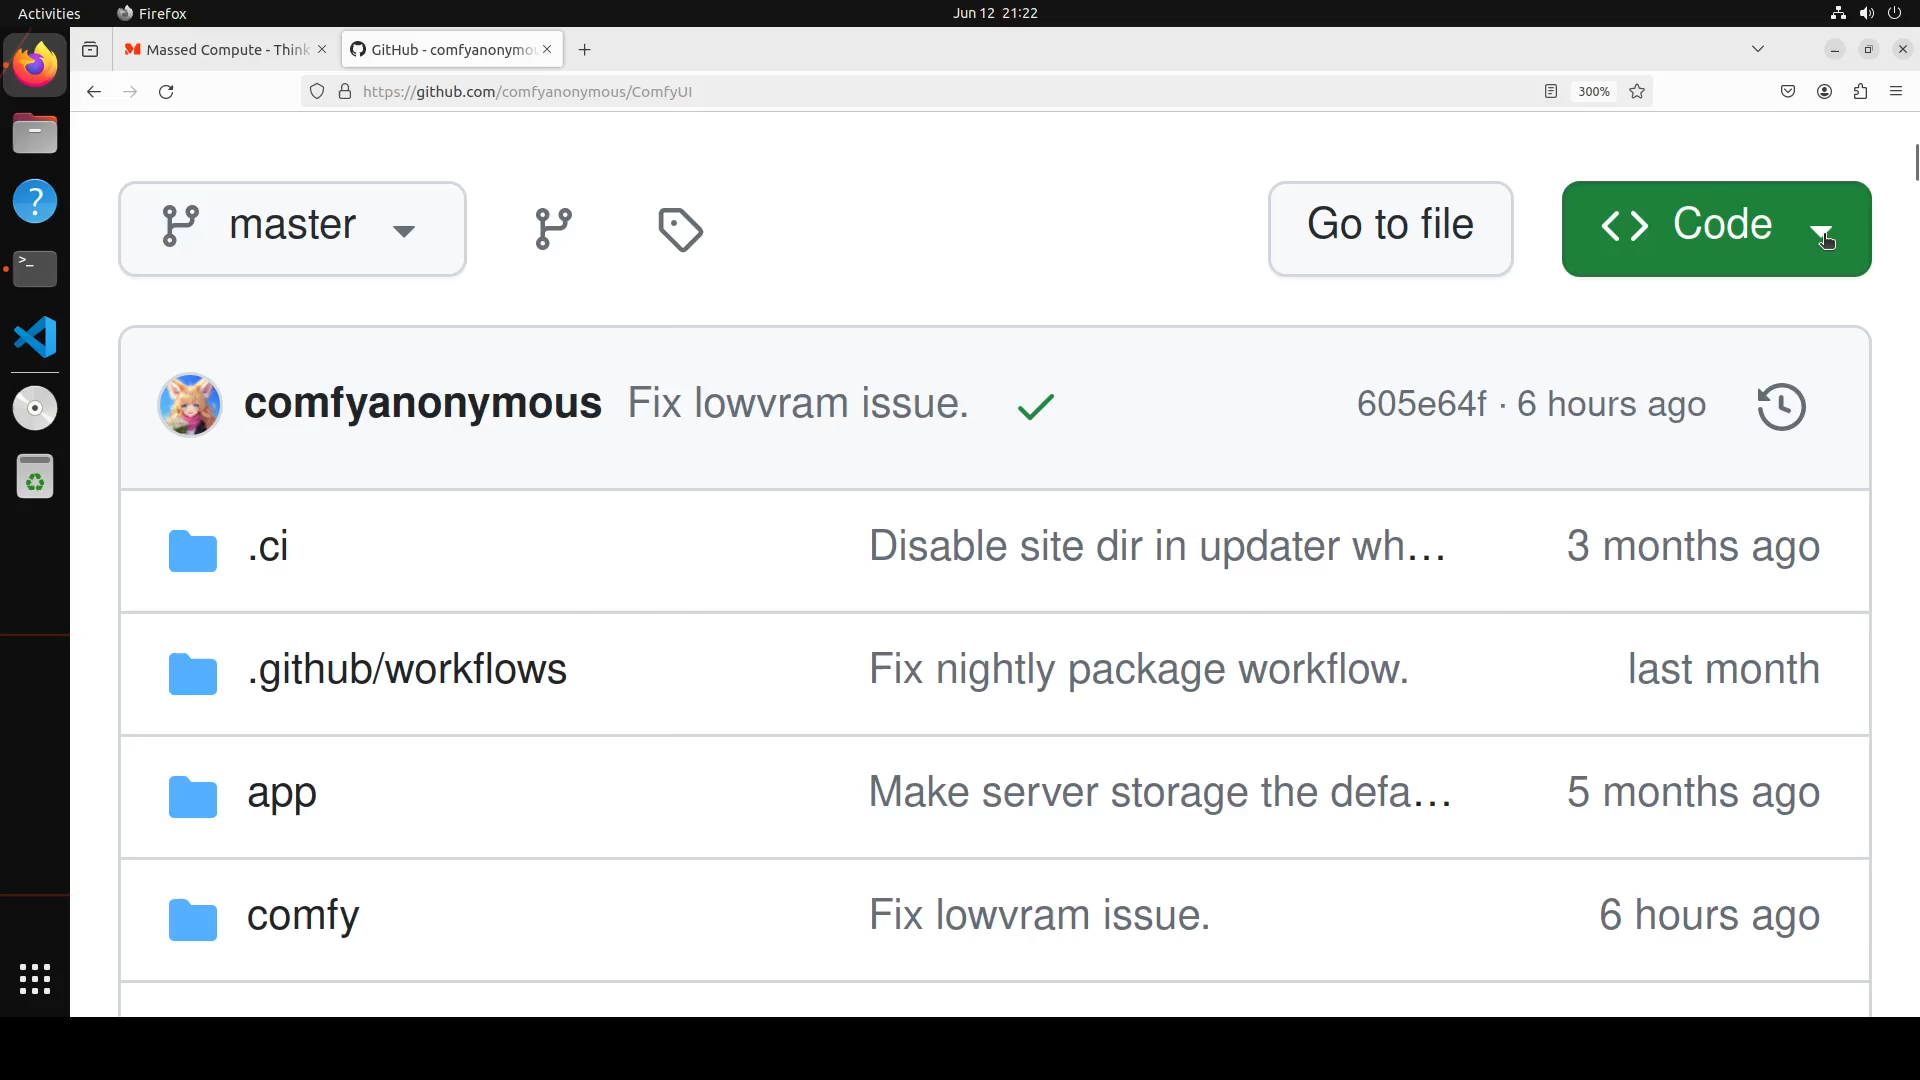 Activities Firefox Jun 12 21:22
Massed Compute - Think GitHub - comfyanonymou
https://github.com/comfyanonymous/ComfyUI 300%
master Go to file Code
comfyanonymous Fix lowvram issue. 605e64f · 6 hours ago
.ci Disable site dir in updater wh... 3 months ago
.github/workflows Fix nightly package workflow. last month
app Make server storage the defa... 5 months ago
comfy Fix lowvram issue. 6 hours ago